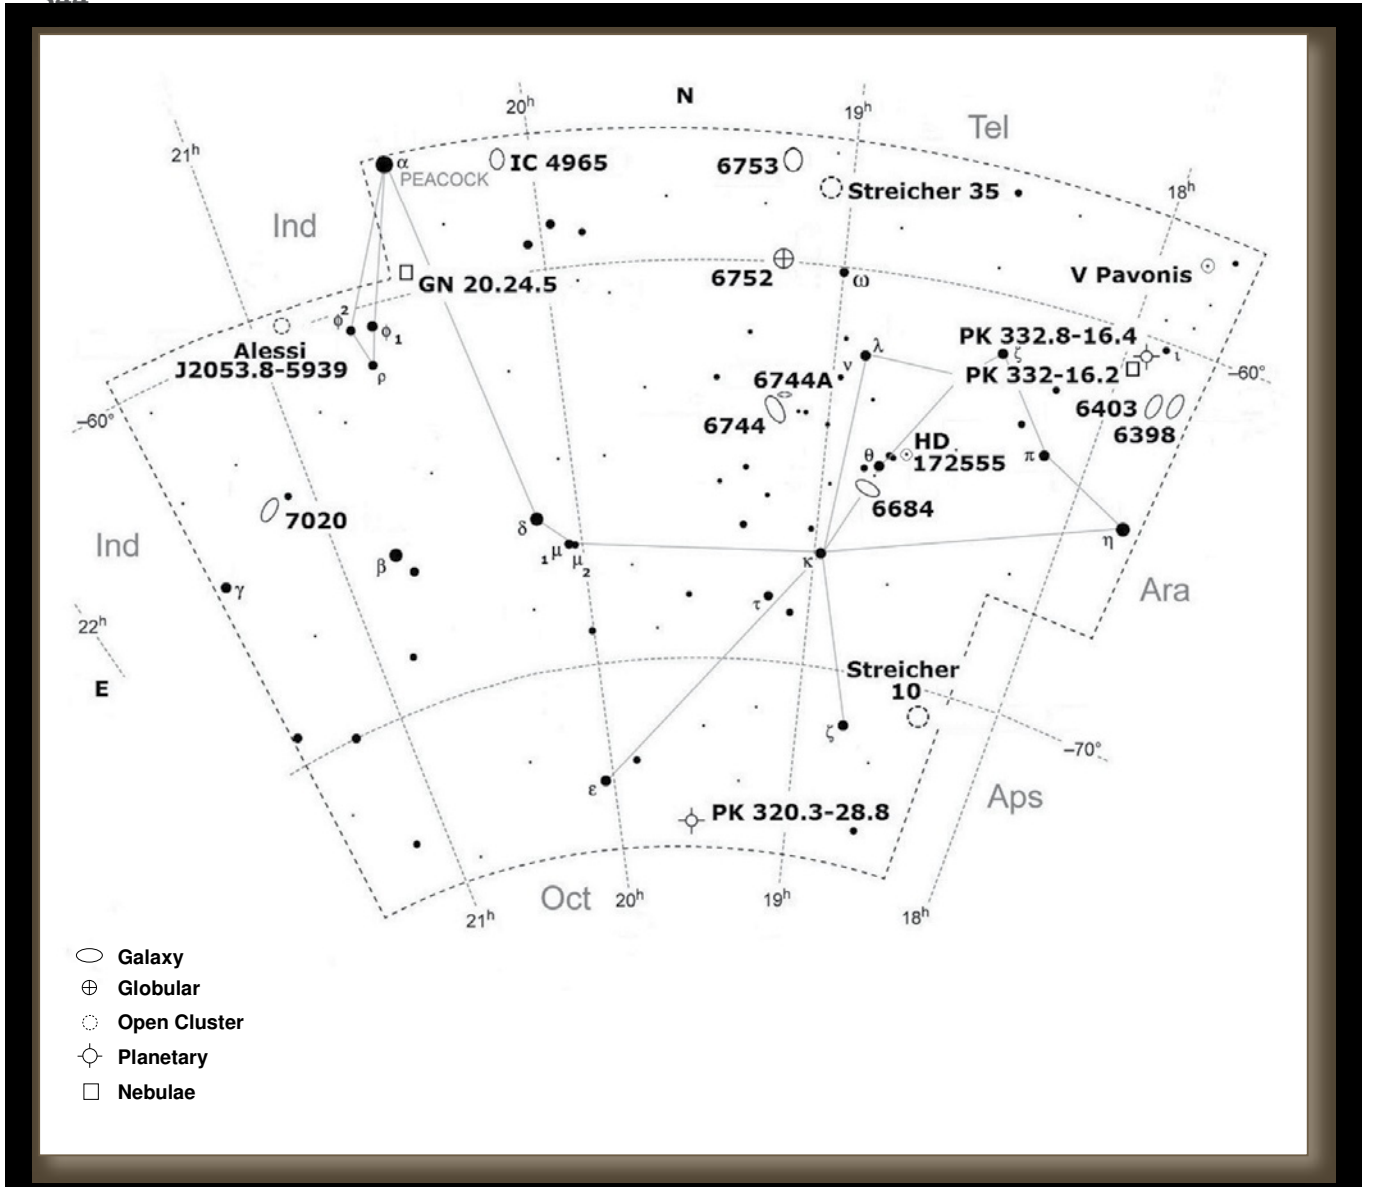 N
20h
19h
Tel
21h
α
PEACOCK
IC 4965
6753
Streicher 35
18h
Ind
6752
ω
V Pavonis
GN 20.24.5
ϕ2
ϕ1
Alessi
J2053.8-5939
ρ
λ
ν
PK 332.8-16.4
ζ
ι
PK 332-16.2
–60°
6744A
6744
6403
6398
–60°
θ
HD
172555
π
6684
7020
δ
1μ
μ2
κ
η
Ind
β
γ
τ
Ara
22h
E
Streicher
10
ζ
–70°
ε
PK 320.3-28.8
Aps
Oct
20h
19h
18h
21h
Galaxy
Globular
Open Cluster
Planetary
Nebulae